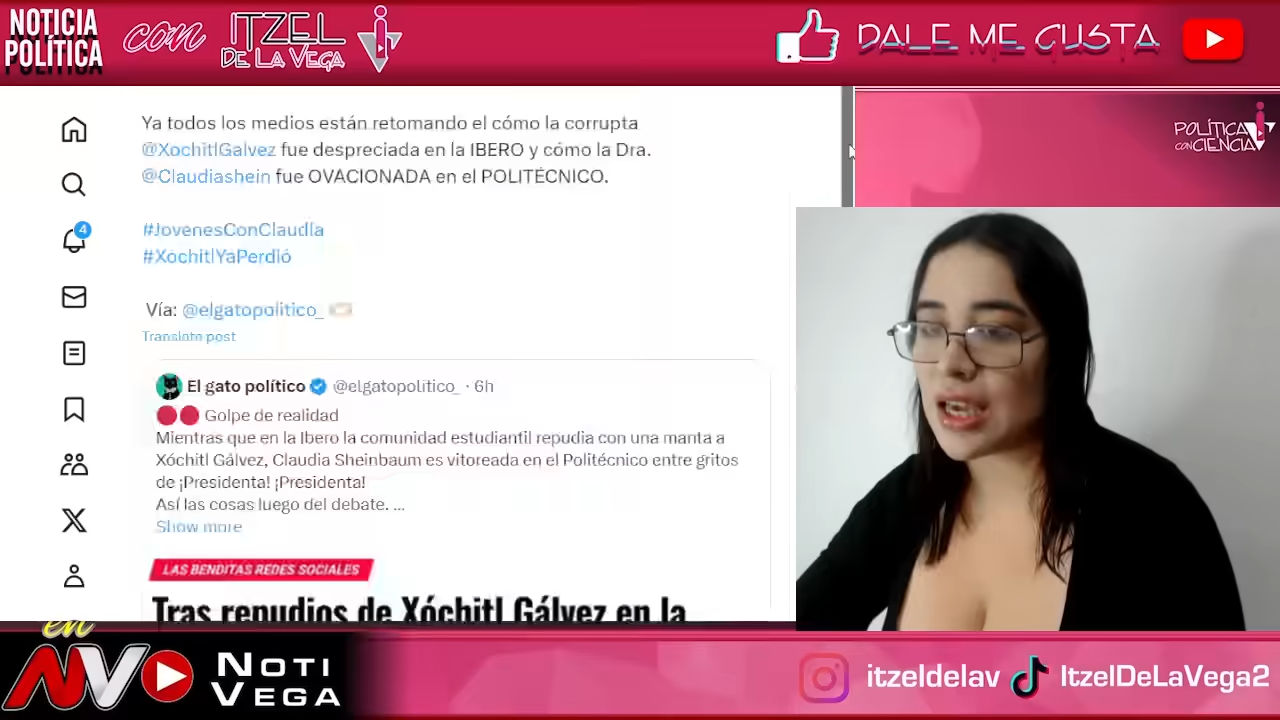 NOTICIA
POLÍTICA
con
ITZEL
DE LA VEGA
DALE ME GUSTA
POLÍTICA
CON CIENCIA
Ya todos los medios están retomando el cómo la corrupta
@XochitlGalvez fue despreciada en la IBERO y cómo la Dra.
@Claudiashein fue OVACIONADA en el POLITÉCNICO.
#JovenesConClaudia
#XochitlYaPerdió
4
Vía: @elgatopolitico_
Translate post
El gato político @elgatopolitico_ · 6h
Golpe de realidad
Mientras que en la Ibero la comunidad estudiantil repudia con una manta a
Xóchitl Gálvez, Claudia Sheinbaum es vitoreada en el Politécnico entre gritos
de ¡Presidenta! ¡Presidenta!
Así las cosas luego del debate. ...
Show more
LAS BENDITAS REDES SOCIALES
Tras repudios de Xóchitl Gálvez en la
en
NV
NOTI
VEGA
itzeldelav
ItzelDeLaVega2